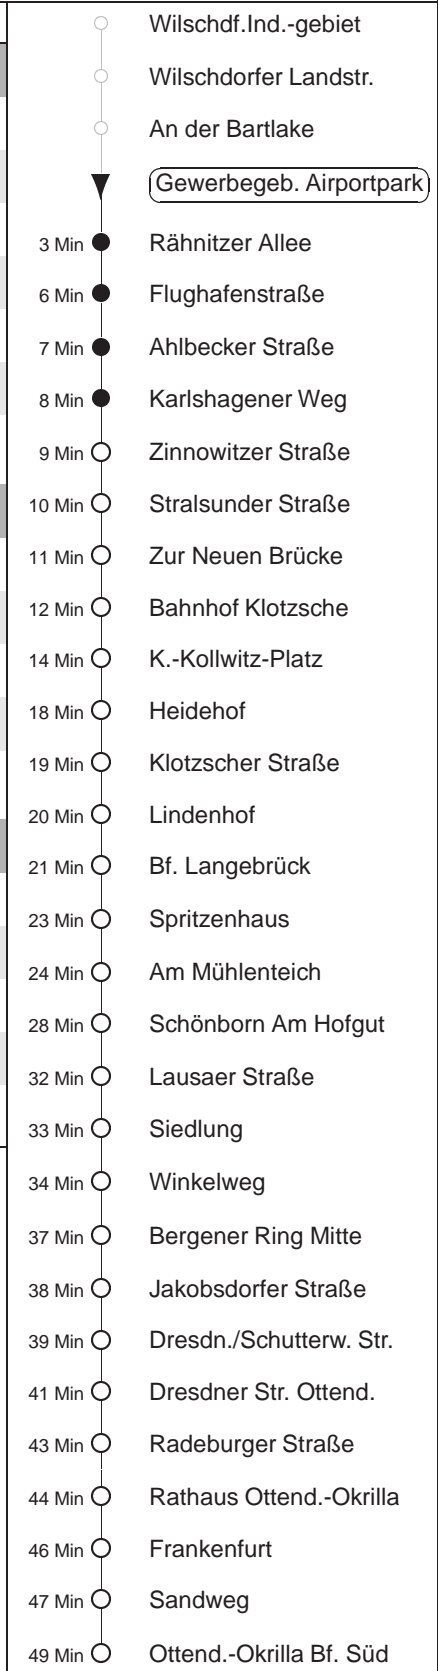 Wilschdf.Ind.-gebiet
Wilschdorfer Landstr.
An der Bartlake
Gewerbegeb. Airportpark
3 Min Rähnitzer Allee
6 Min Flughafenstraße
7 Min Ahlbecker Straße
8 Min Karlshagener Weg
9 Min Zinnowitzer Straße
10 Min Stralsunder Straße
11 Min Zur Neuen Brücke
12 Min Bahnhof Klotzsche
14 Min K.-Kollwitz-Platz
18 Min Heidehof
19 Min Klotzscher Straße
20 Min Lindenhof
21 Min Bf. Langebrück
23 Min Spritzenhaus
24 Min Am Mühlenteich
28 Min Schönborn Am Hofgut
32 Min Lausaer Straße
33 Min Siedlung
34 Min Winkelweg
37 Min Bergener Ring Mitte
38 Min Jakobsdorfer Straße
39 Min Dresdn./Schutterw. Str.
41 Min Dresdner Str. Ottend.
43 Min Radeburger Straße
44 Min Rathaus Ottend.-Okrilla
46 Min Frankenfurt
47 Min Sandweg
49 Min Ottend.-Okrilla Bf. Süd